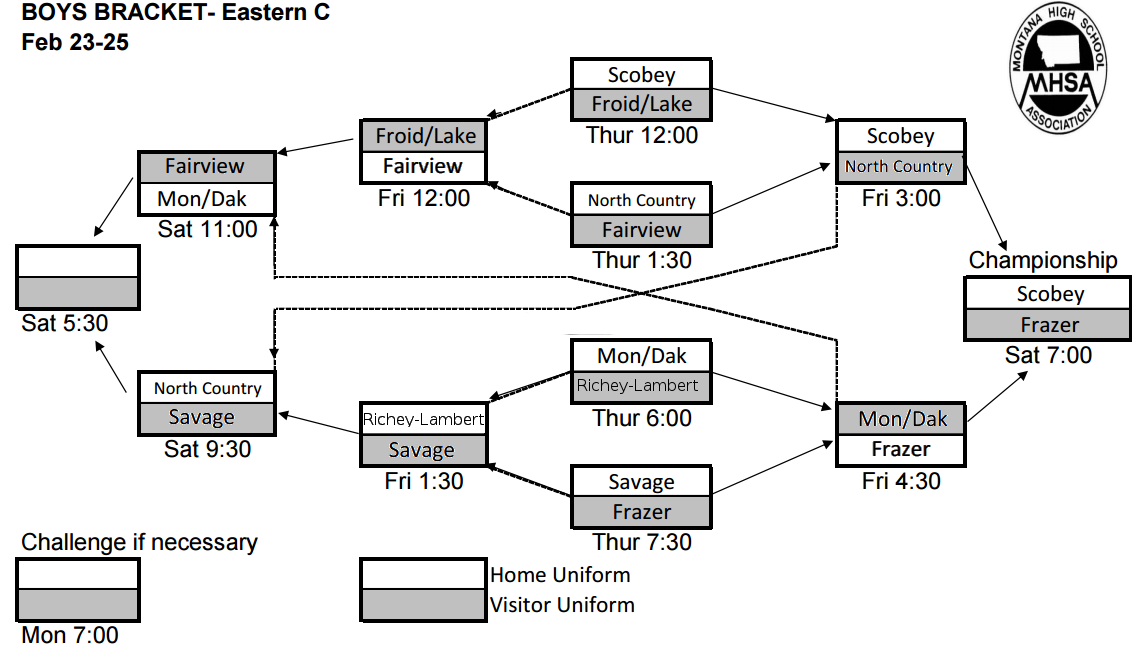 BOYS BRACKET- Eastern C
Feb 23-25
MONTANA HIGH SCHOOL
MHSA
ASSOCIATION
Scobey
Froid/Lake
Thur 12:00
Froid/Lake
Fairview
Fri 12:00
Scobey
North Country
Fri 3:00
Fairview
Mon/Dak
Sat 11:00
North Country
Fairview
Thur 1:30
Championship
Scobey
Frazer
Sat 7:00
Sat 5:30
Mon/Dak
Richey-Lambert
Thur 6:00
North Country
Savage
Sat 9:30
Richey-Lambert
Savage
Fri 1:30
Mon/Dak
Frazer
Fri 4:30
Savage
Frazer
Thur 7:30
Challenge if necessary
Mon 7:00
Home Uniform
Visitor Uniform